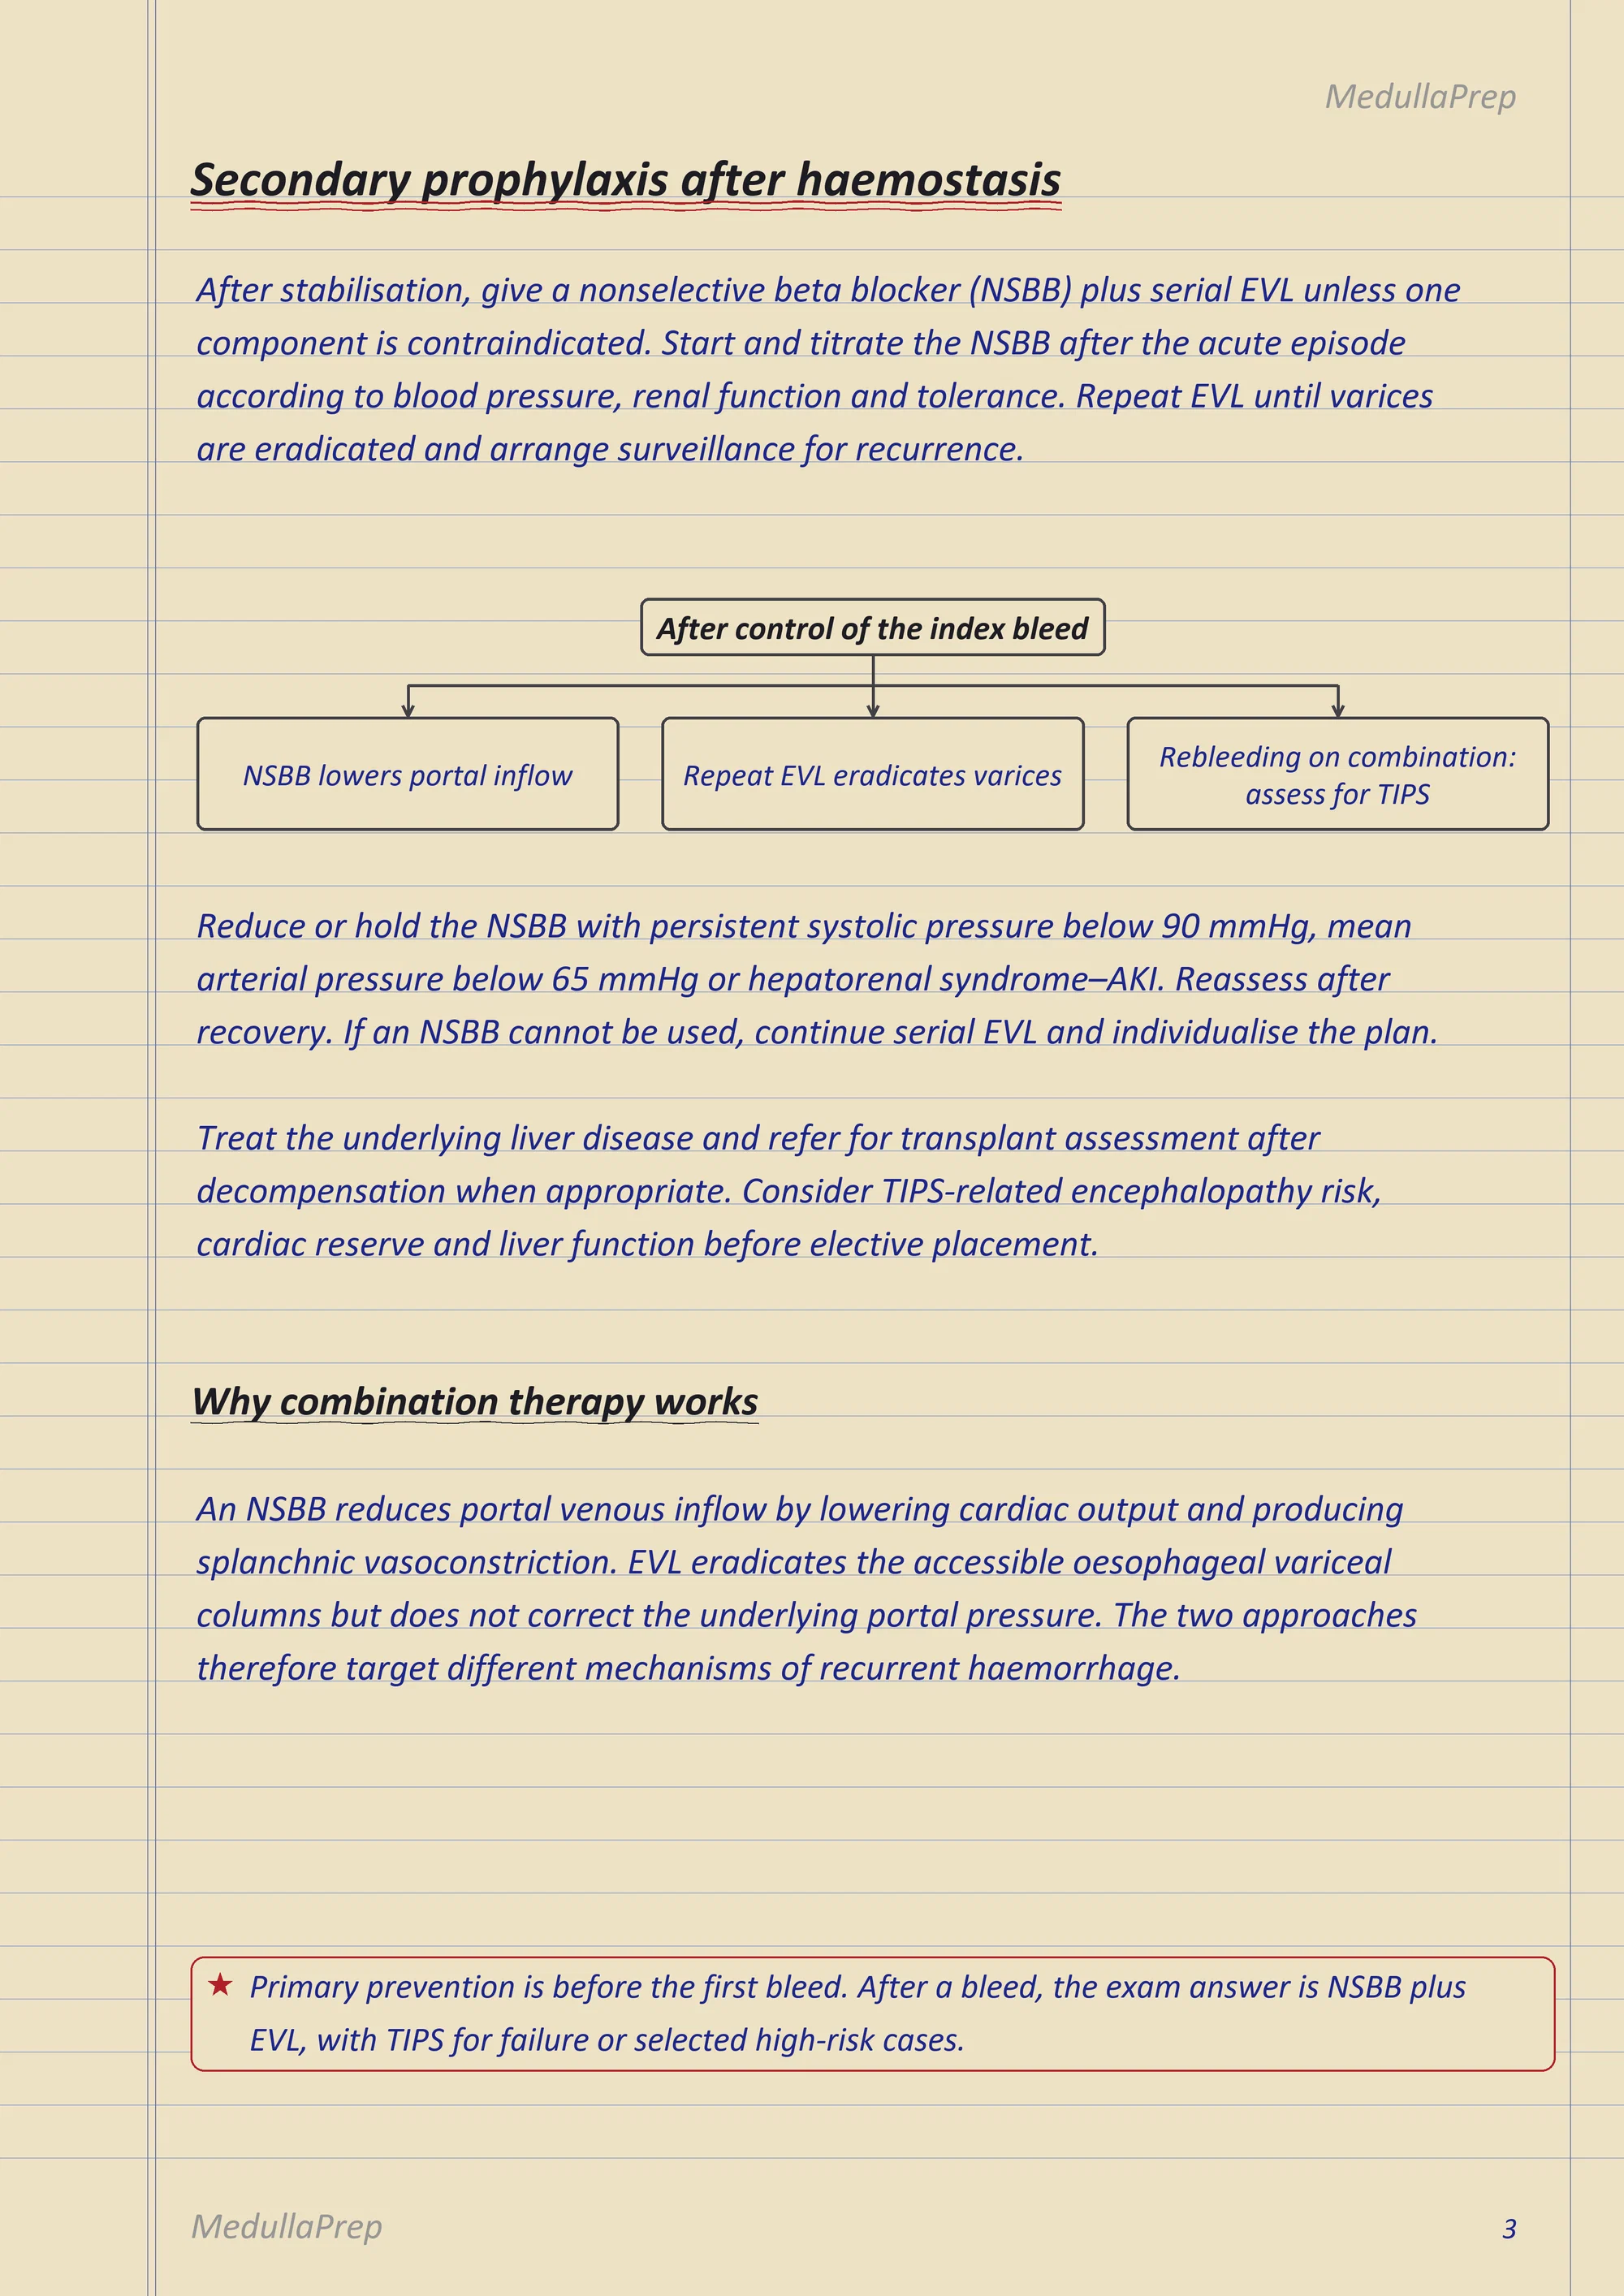 MedullaPrep
Secondary prophylaxis after haemostasis
After stabilisation, give a nonselective beta blocker (NSBB) plus serial EVL unless one
component is contraindicated. Start and titrate the NSBB after the acute episode
according to blood pressure, renal function and tolerance. Repeat EVL until varices
are eradicated and arrange surveillance for recurrence.
After control of the index bleed
NSBB lowers portal inflow
Repeat EVL eradicates varices
Rebleeding on combination:
assess for TIPS
Reduce or hold the NSBB with persistent systolic pressure below 90 mmHg, mean
arterial pressure below 65 mmHg or hepatorenal syndrome–AKI. Reassess after
recovery. If an NSBB cannot be used, continue serial EVL and individualise the plan.
Treat the underlying liver disease and refer for transplant assessment after
decompensation when appropriate. Consider TIPS-related encephalopathy risk,
cardiac reserve and liver function before elective placement.
Why combination therapy works
An NSBB reduces portal venous inflow by lowering cardiac output and producing
splanchnic vasoconstriction. EVL eradicates the accessible oesophageal variceal
columns but does not correct the underlying portal pressure. The two approaches
therefore target different mechanisms of recurrent haemorrhage.
★ Primary prevention is before the first bleed. After a bleed, the exam answer is NSBB plus
EVL, with TIPS for failure or selected high-risk cases.
MedullaPrep
3